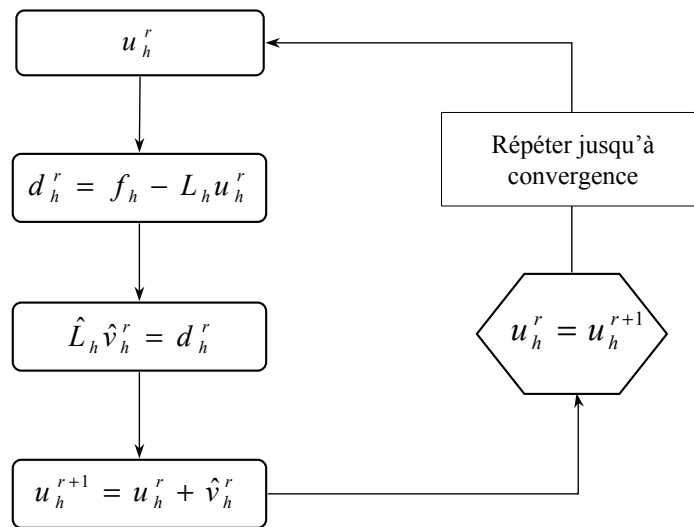 u_h^r
d_h^r = f_h − L_h u_h^r
L̂_h v̂_h^r = d_h^r
u_h^{r+1} = u_h^r + v̂_h^r
u_h^r = u_h^{r+1}
Répéter jusqu’à
convergence